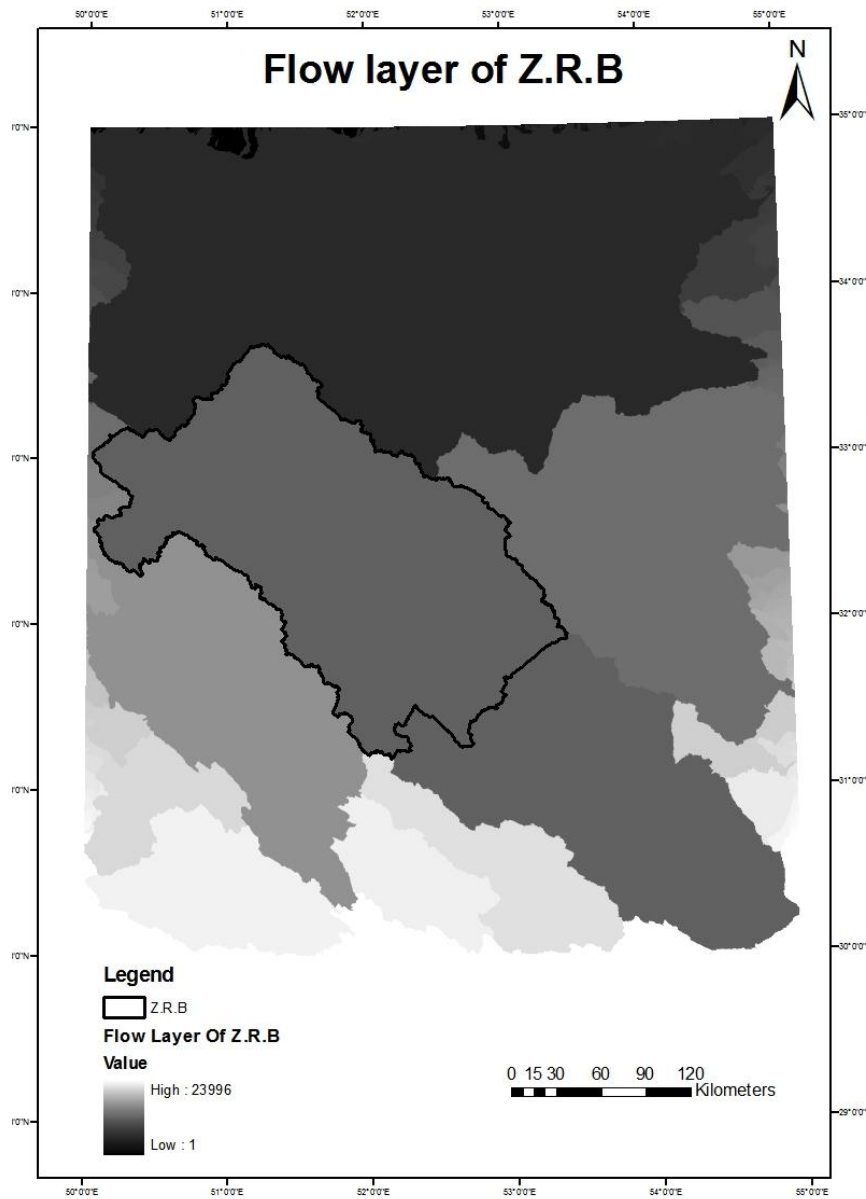 50°0'0"E 51°0'0"E 52°0'0"E 53°0'0"E 54°0'0"E 55°0'0"E
Flow layer of Z.R.B
N
35°0'0"N
34°0'0"N
33°0'0"N
32°0'0"N
31°0'0"N
30°0'0"N
29°0'0"N
Legend
Z.R.B
Flow Layer Of Z.R.B
Value
High : 23996
Low : 1
0 15 30 60 90 120
Kilometers
50°0'0"E 51°0'0"E 52°0'0"E 53°0'0"E 54°0'0"E 55°0'0"E